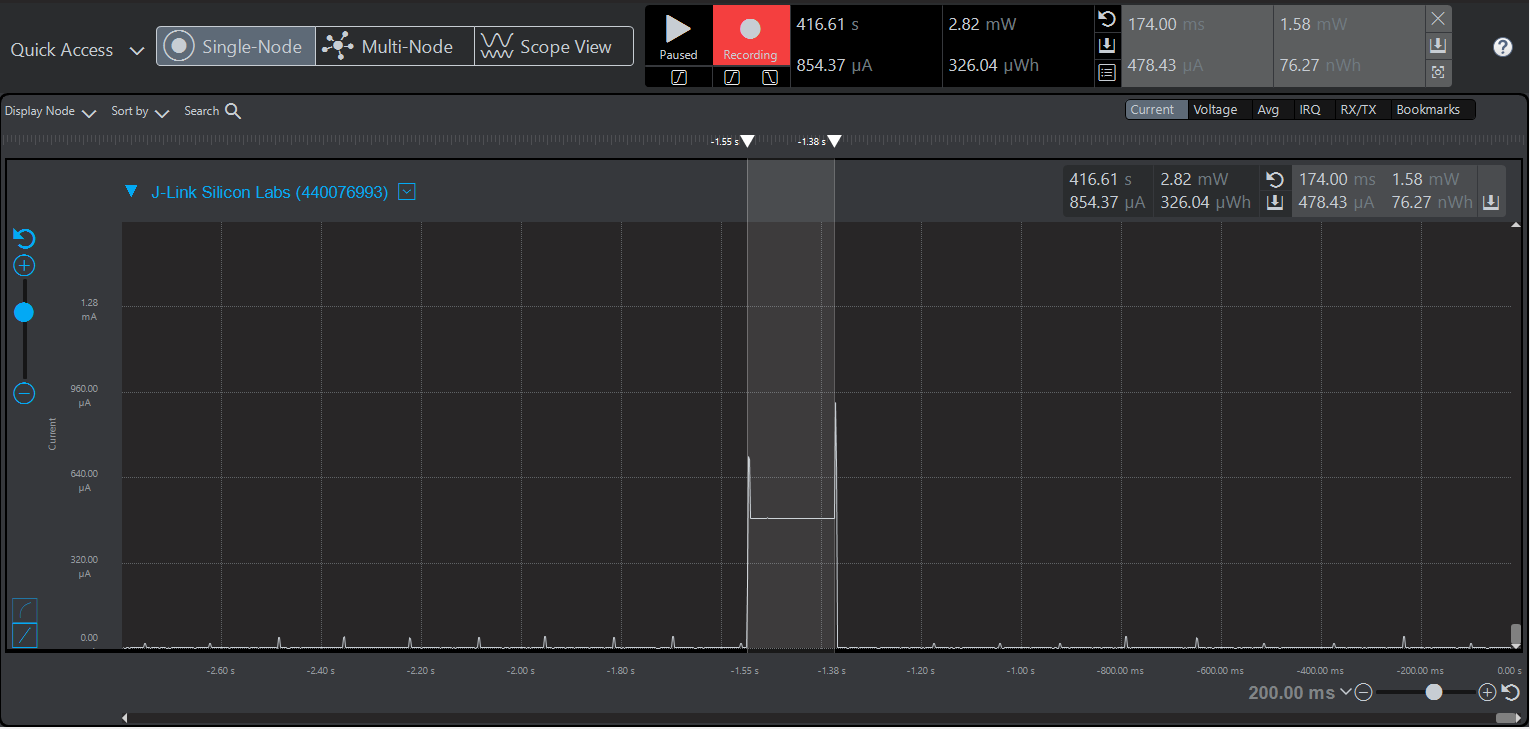 Quick Access
Single-Node
Multi-Node
Scope View
Paused
Recording
416.61 s
2.82 mW
854.37 µA
326.04 µWh
174.00 ms
1.58 mW
478.43 µA
76.27 nWh
Display Node
Sort by
Search
Current
Voltage
Avg
IRQ
RX/TX
Bookmarks
-1.55 s
-1.38 s
J-Link Silicon Labs (440076993)
416.61 s
2.82 mW
174.00 ms
1.58 mW
854.37 µA
326.04 µWh
478.43 µA
76.27 nWh
1.28
mA
960.00
µA
Current
640.00
µA
320.00
µA
0.00
-2.60 s
-2.40 s
-2.20 s
-2.00 s
-1.80 s
-1.55 s
-1.38 s
-1.20 s
-1.00 s
-800.00 ms
-600.00 ms
-400.00 ms
-200.00 ms
0.00 s
200.00 ms